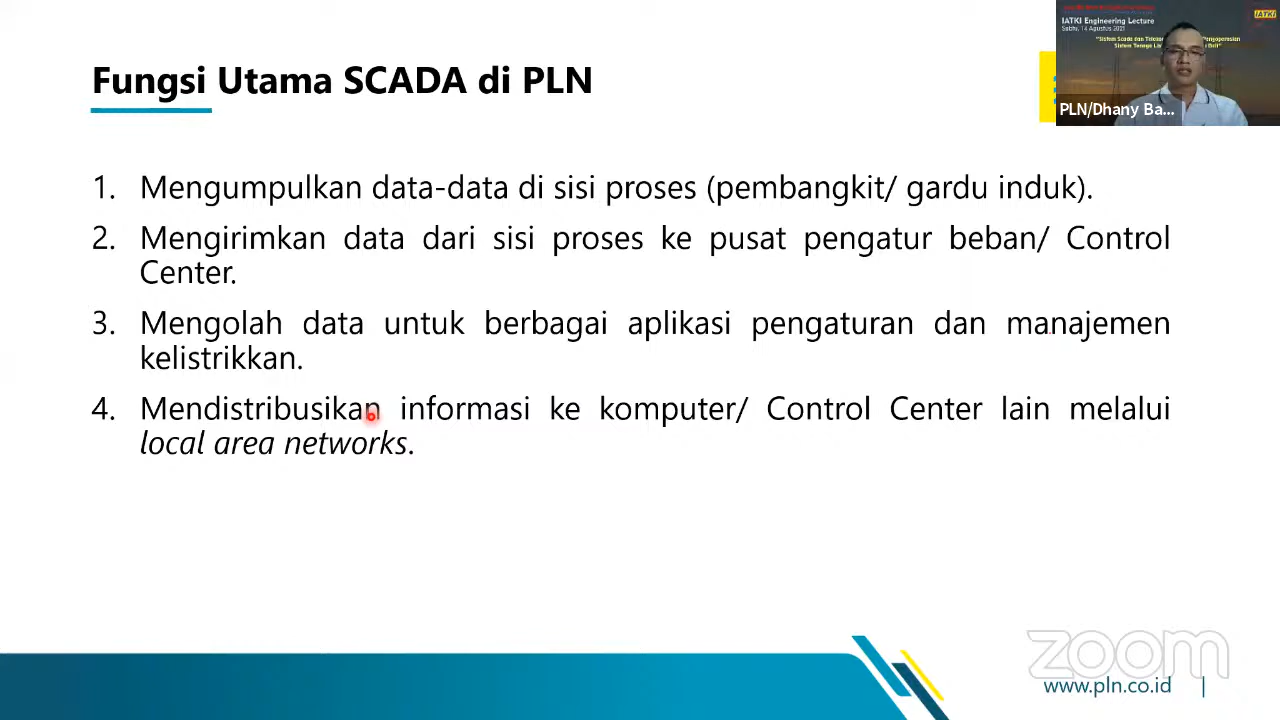 Fungsi Utama SCADA di PLN
IATKI Engineering Lecture
Sabtu, 14 Agustus 2021
IATKI
PLN/Dhany Ba...
1. Mengumpulkan data-data di sisi proses (pembangkit/ gardu induk).
2. Mengirimkan data dari sisi proses ke pusat pengatur beban/ Control
Center.
3. Mengolah data untuk berbagai aplikasi pengaturan dan manajemen
kelistrikkan.
4. Mendistribusikan informasi ke komputer/ Control Center lain melalui
local area networks.
zoom
www.pln.co.id |